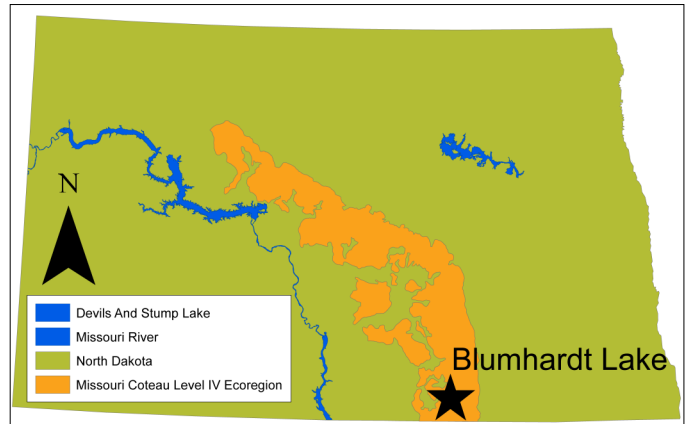 N
Devils And Stump Lake
Missouri River
North Dakota
Missouri Coteau Level IV Ecoregion
Blumhardt Lake